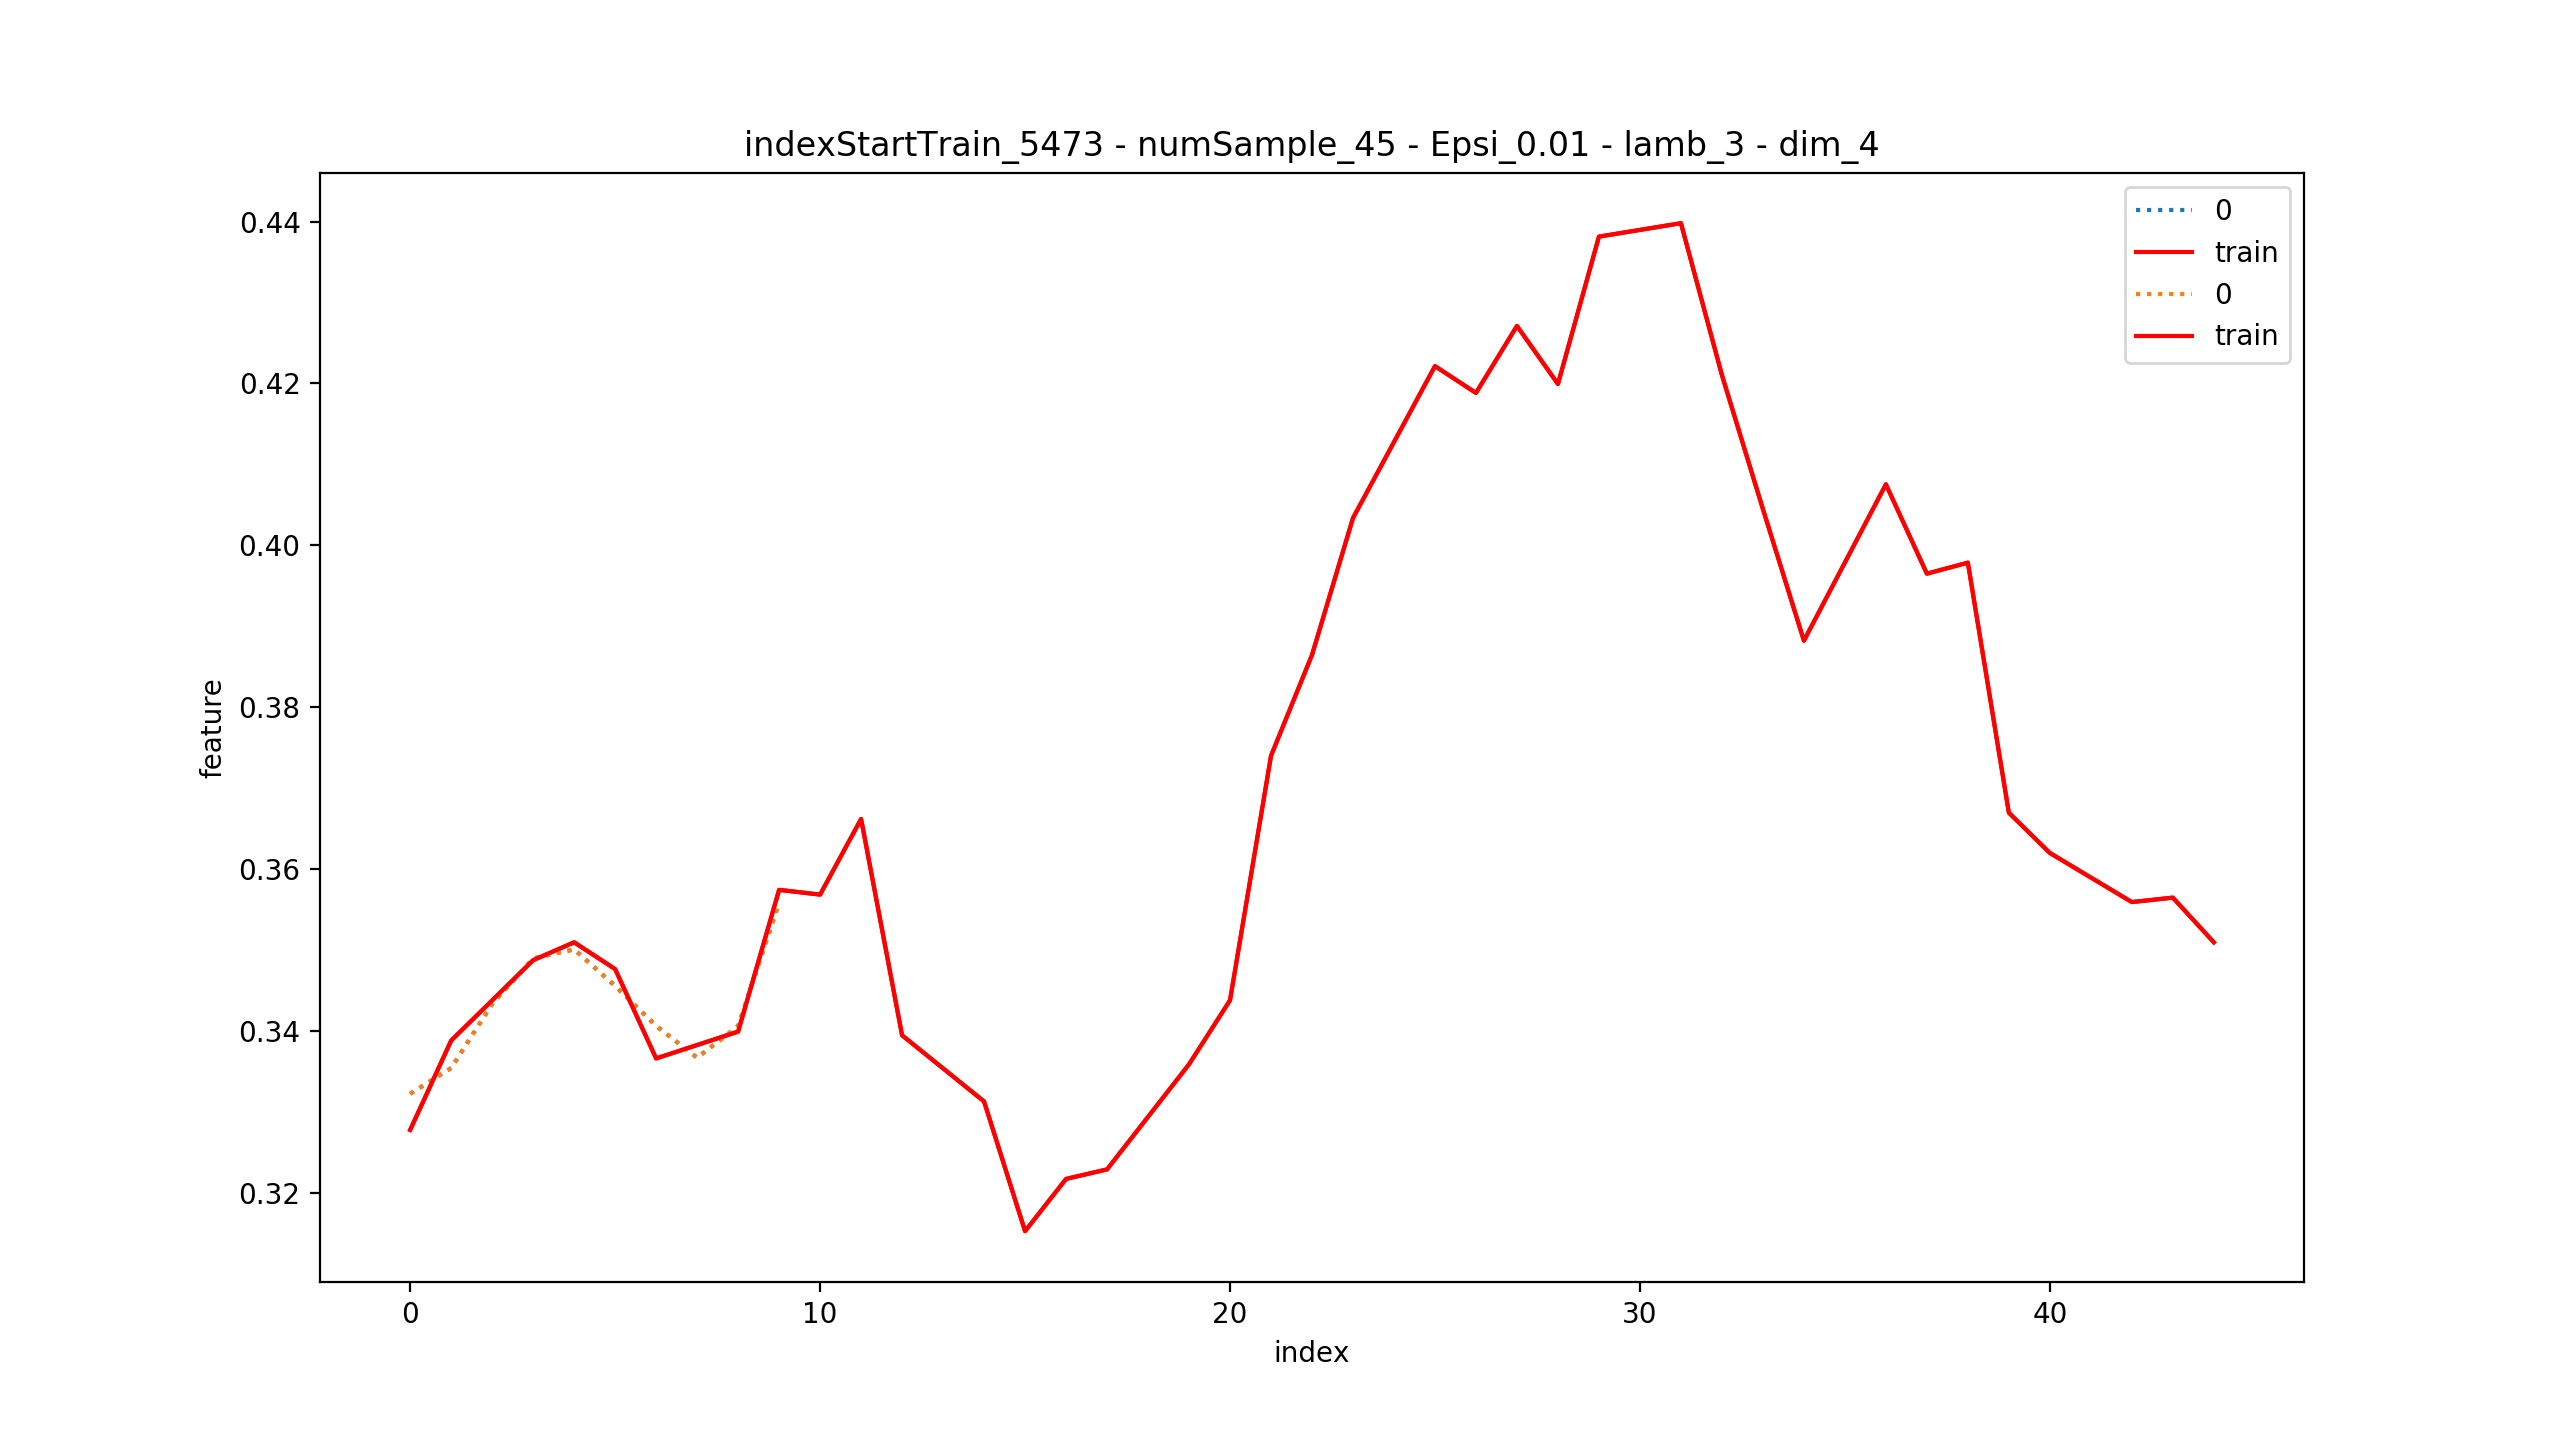 indexStartTrain_5473 - numSample_45 - Epsi_0.01 - lamb_3 - dim_4
0
train
0
train
0.44
0.42
0.40
0.38
0.36
0.34
0.32
feature
0 10 20 30 40
index